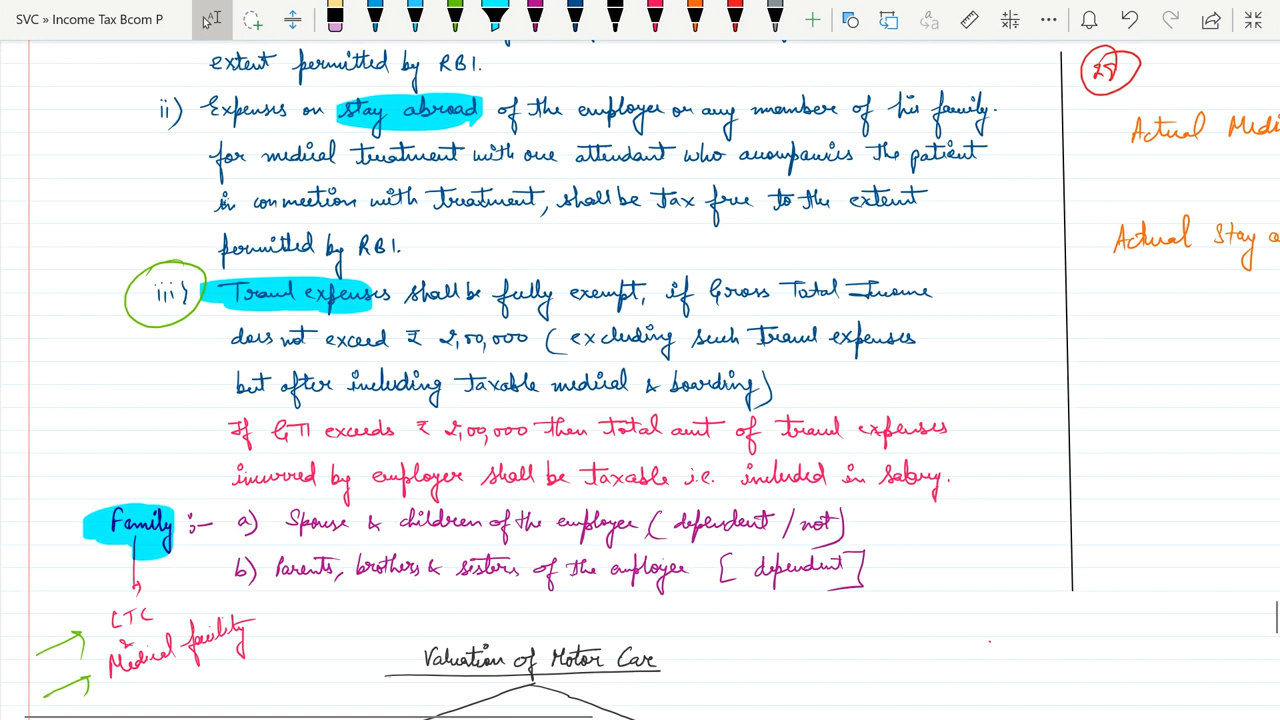 SVC » Income Tax Bcom P
extent permitted by RBI.
ii) Expenses on stay abroad of the employee or any member of his family
for medical treatment with one attendant who accompanies the patient
in connection with treatment, shall be tax free to the extent
permitted by RBI.
iii) Travel expenses shall be fully exempt, if Gross Total Income
does not exceed ₹ 2,00,000 (excluding such travel expenses
but after including taxable medical & boarding)
If GTI exceeds ₹ 2,00,000 then total amt of travel expenses
incurred by employer shall be taxable i.e. included in salary.
Family :- a) Spouse & children of the employee (dependent / not)
b) Parents, brothers & sisters of the employee [dependent]
LTC
&
Medical facility
Valuation of Motor Car
Actual Medi
Actual Stay